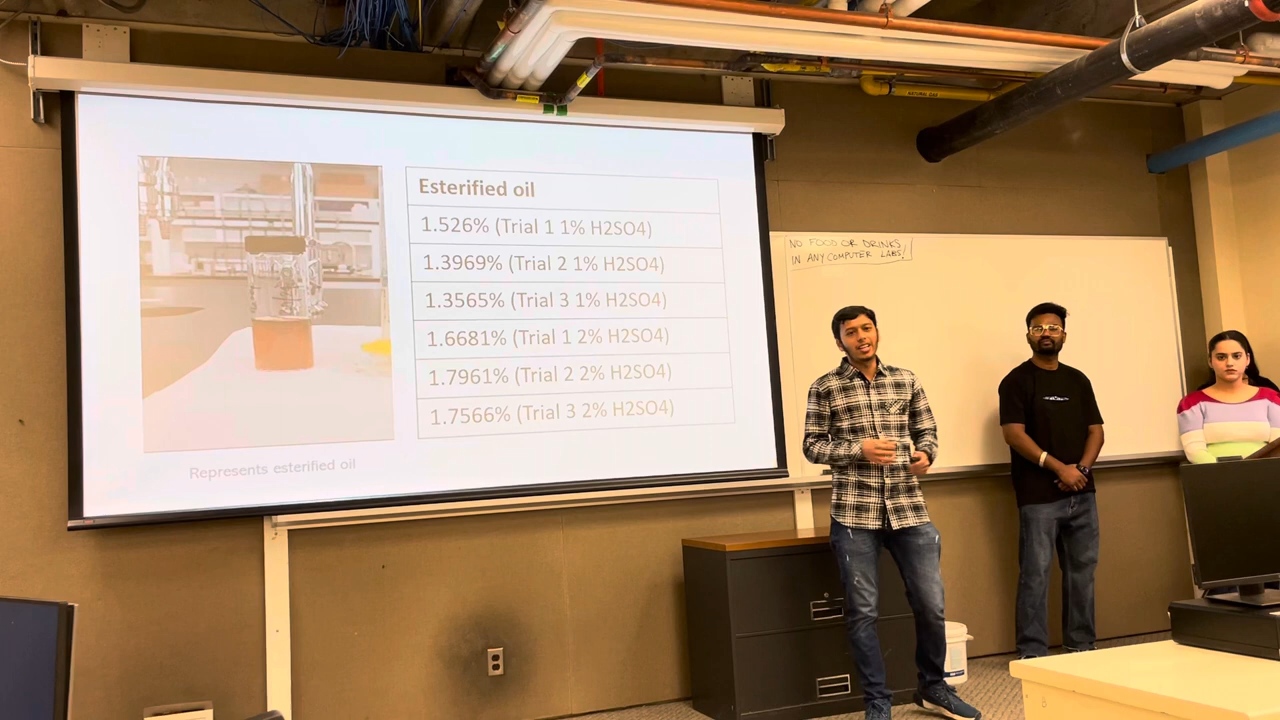 Esterified oil
1.526% (Trial 1 1% H2SO4)
1.3969% (Trial 2 1% H2SO4)
1.3565% (Trial 3 1% H2SO4)
1.6681% (Trial 1 2% H2SO4)
1.7961% (Trial 2 2% H2SO4)
1.7566% (Trial 3 2% H2SO4)
Represents esterified oil
NO FOOD OR DRINKS
IN ANY COMPUTER LABS!
NATURAL GAS